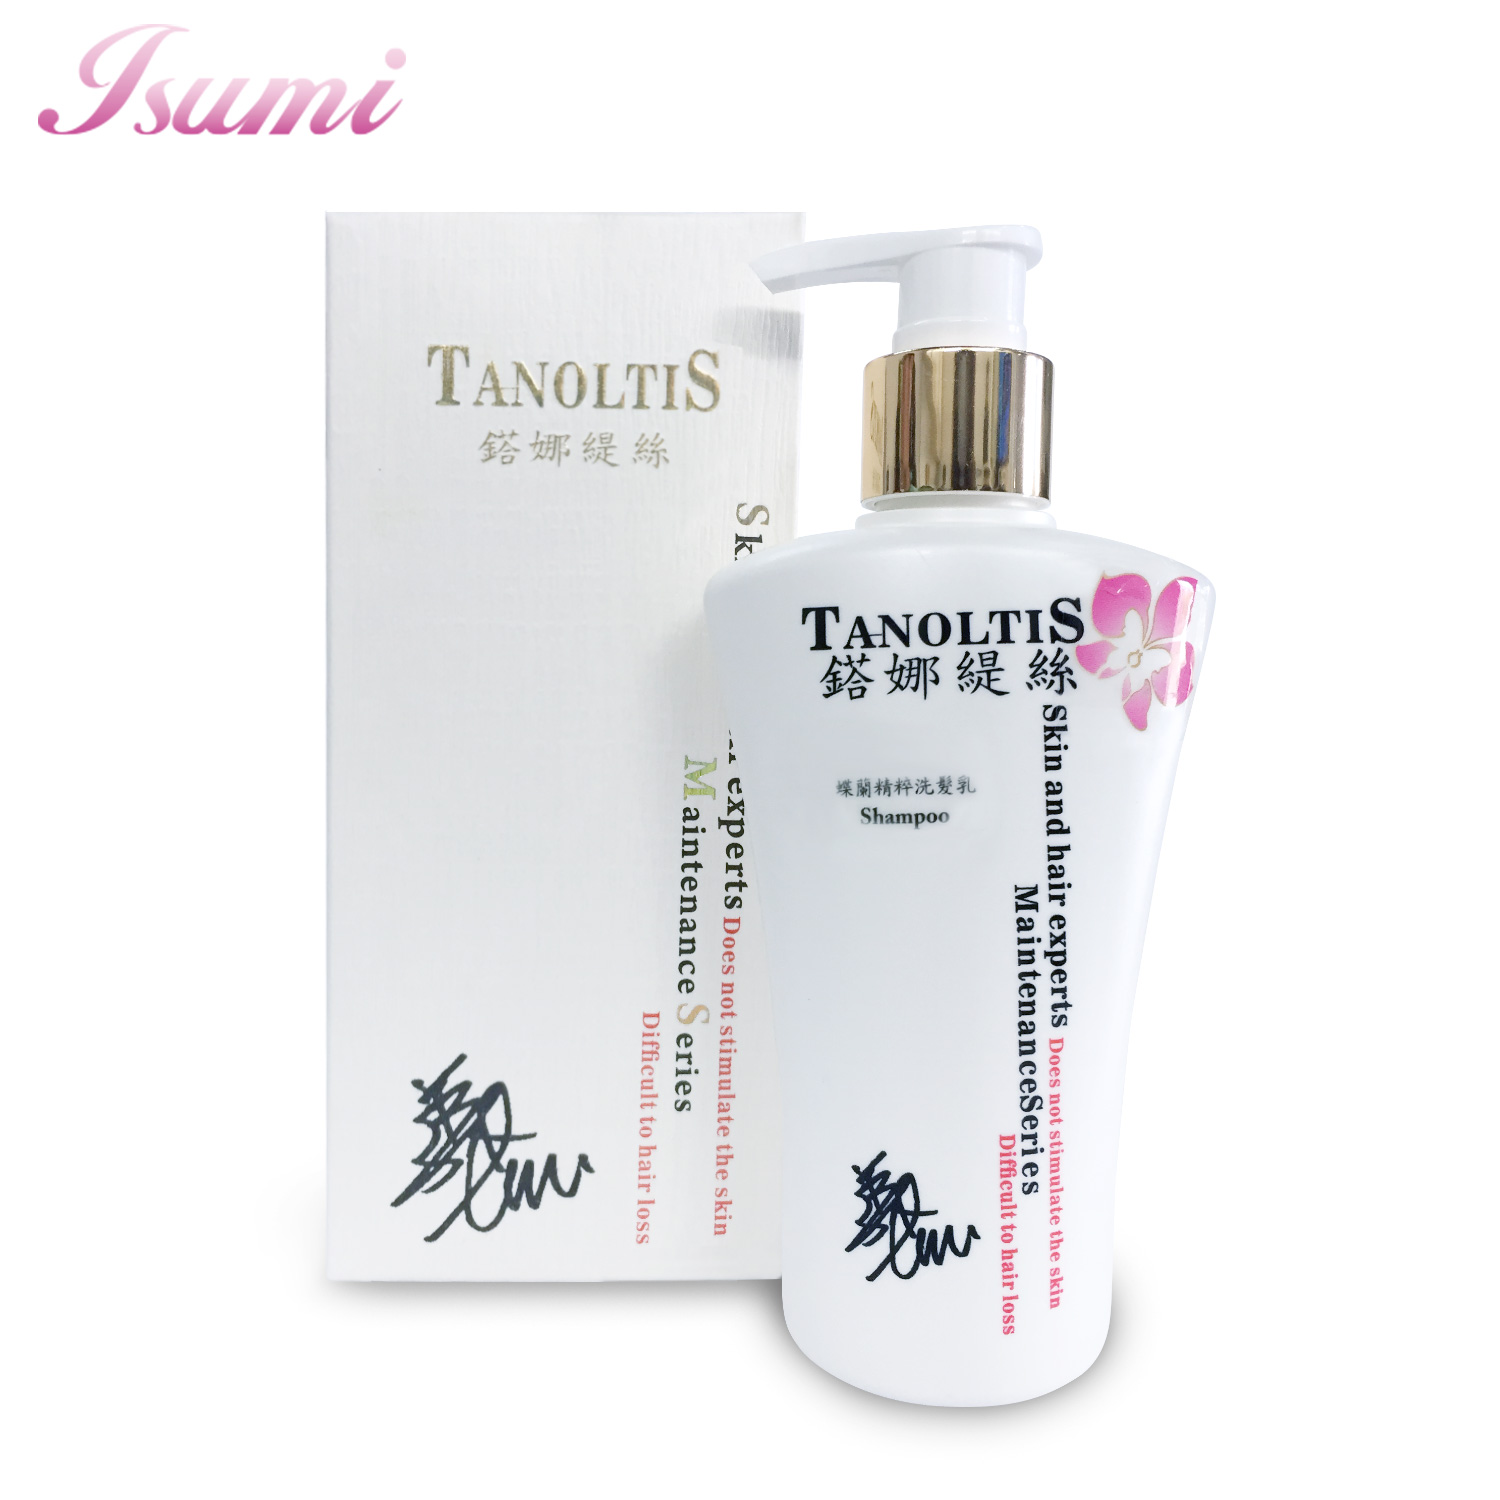 Isumi
TANOLTIS
鎝娜緹絲
Skin
experts Does not stimulate the skin
Maintenance Series
Difficult to hair loss
TANOLTIS
鎝娜緹絲
蝶蘭精粹洗髮乳
Shampoo
Skin and hair experts Does not stimulate the skin
MaintenanceSeries
Difficult to hair loss